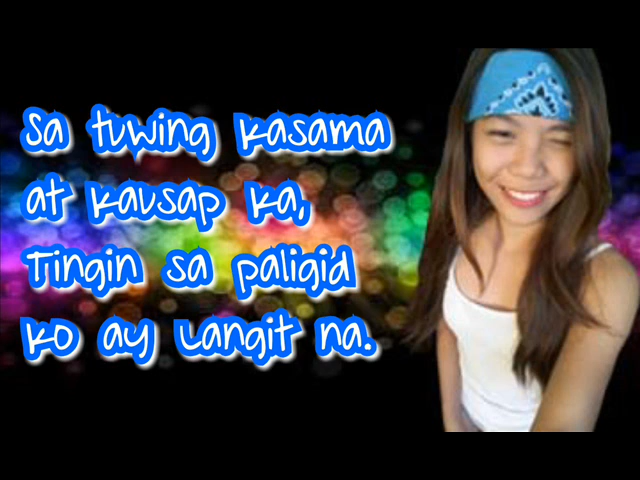 Sa tuwing kasama
at kausap ka,
Tingin sa paligid
ko ay Langit na.